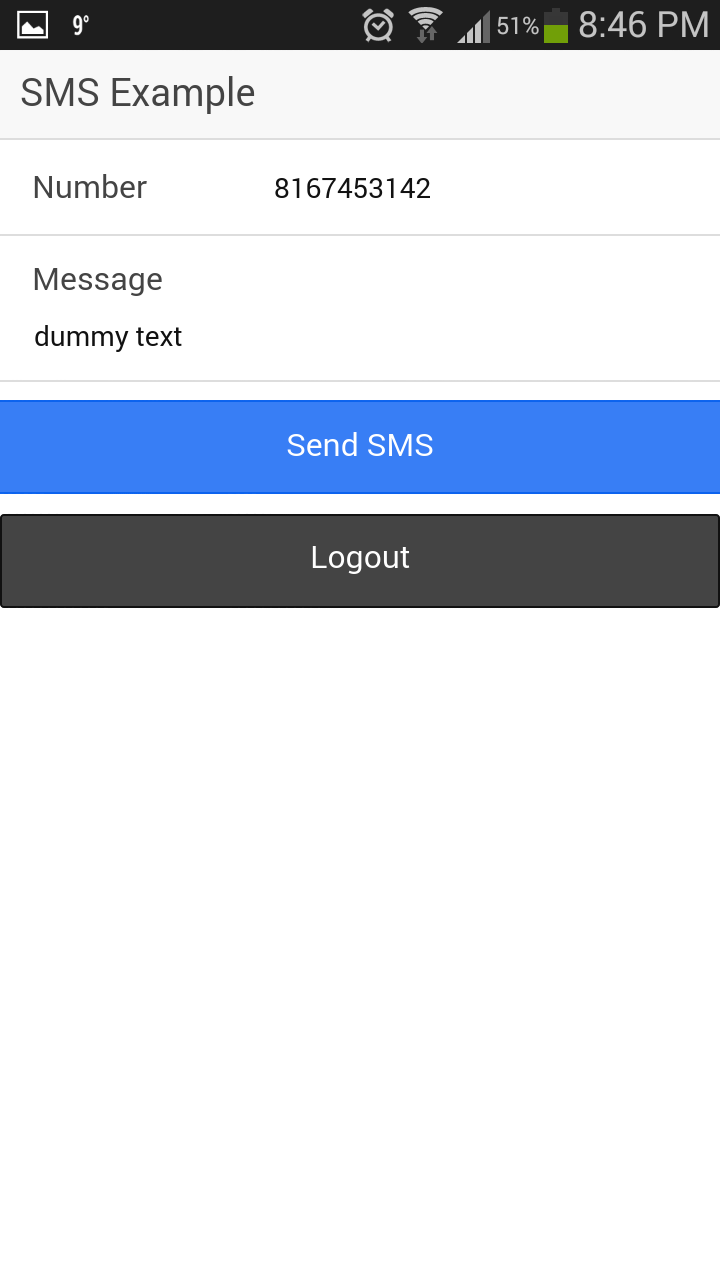 9° 51% 8:46 PM
SMS Example
Number 8167453142
Message
dummy text
Send SMS
Logout